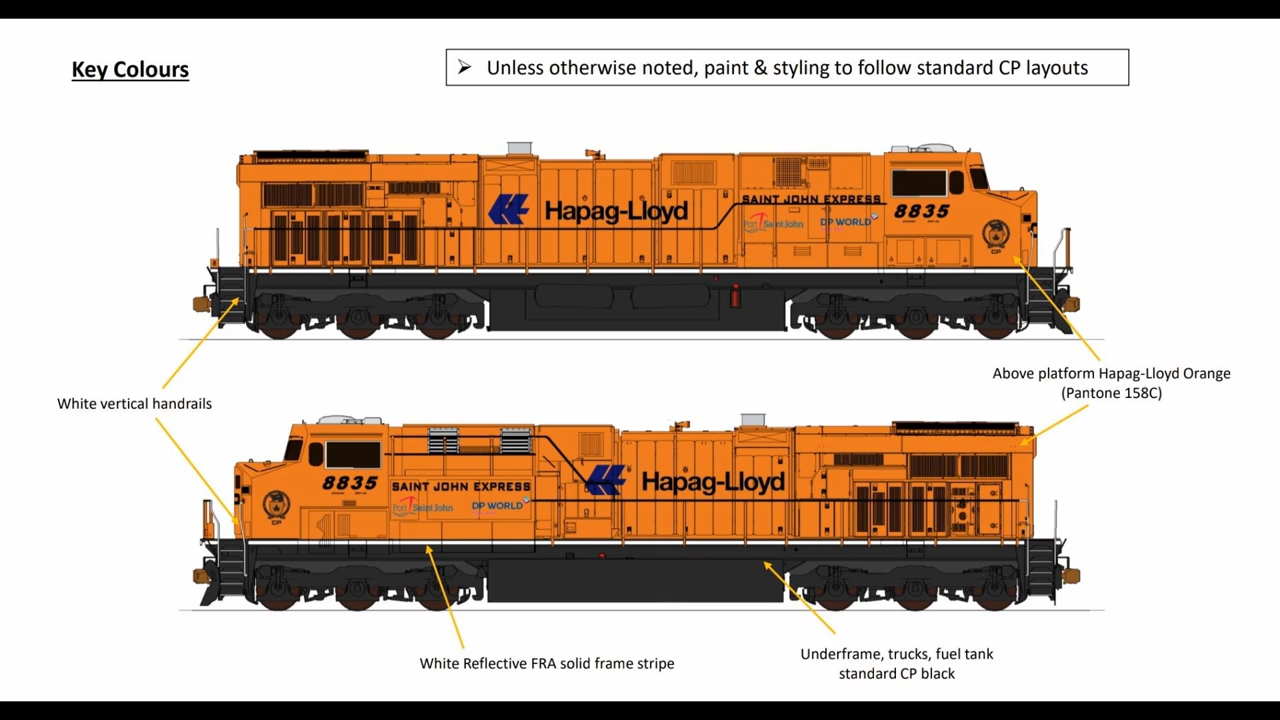 Key Colours
➢ Unless otherwise noted, paint & styling to follow standard CP layouts
Hapag-Lloyd
SAINT JOHN EXPRESS
8835
Port Saint John
DP WORLD
CP
Above platform Hapag-Lloyd Orange
(Pantone 158C)
White vertical handrails
8835
SAINT JOHN EXPRESS
Hapag-Lloyd
Port Saint John
DP WORLD
CP
White Reflective FRA solid frame stripe
Underframe, trucks, fuel tank
standard CP black